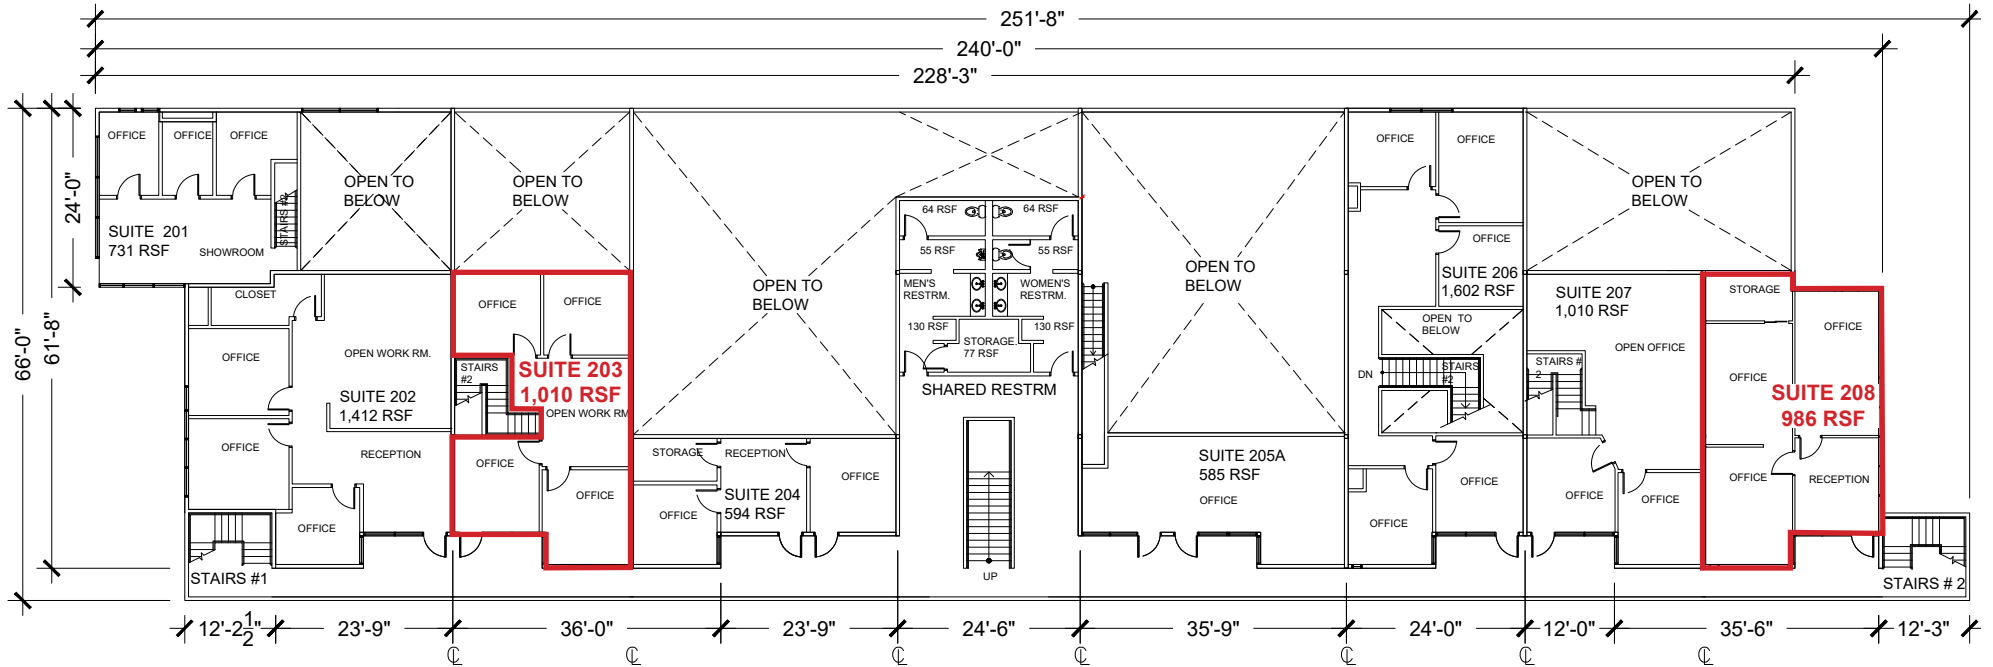 251'-8"
240'-0"
228'-3"
66'-0"
61'-8"
24'-0"
OFFICE
OFFICE
OFFICE
STAIRS #2
SUITE 201
731 RSF
SHOWROOM
OPEN TO
BELOW
OPEN TO
BELOW
OPEN TO
BELOW
64 RSF
64 RSF
55 RSF
55 RSF
MEN'S
RESTRM.
WOMEN'S
RESTRM.
130 RSF
130 RSF
STORAGE
77 RSF
SHARED RESTRM
UP
OPEN TO
BELOW
OFFICE
OFFICE
OFFICE
SUITE 206
1,602 RSF
OPEN TO
BELOW
DN
STAIRS
#2
OFFICE
OFFICE
OPEN TO
BELOW
CLOSET
OFFICE
OPEN WORK RM.
SUITE 202
1,412 RSF
OFFICE
RECEPTION
OFFICE
STAIRS #1
OFFICE
OFFICE
STAIRS
#2
SUITE 203
1,010 RSF
OPEN WORK RM
OFFICE
OFFICE
STORAGE
RECEPTION
OFFICE
SUITE 204
594 RSF
OFFICE
SUITE 205A
585 RSF
OFFICE
SUITE 207
1,010 RSF
OPEN OFFICE
STAIRS #
2
OFFICE
OFFICE
STORAGE
OFFICE
OFFICE
SUITE 208
986 RSF
OFFICE
RECEPTION
STAIRS # 2
12'-2 1/2"
23'-9"
36'-0"
23'-9"
24'-6"
35'-9"
24'-0"
12'-0"
35'-6"
12'-3"
℄ ℄ ℄ ℄ ℄ ℄ ℄